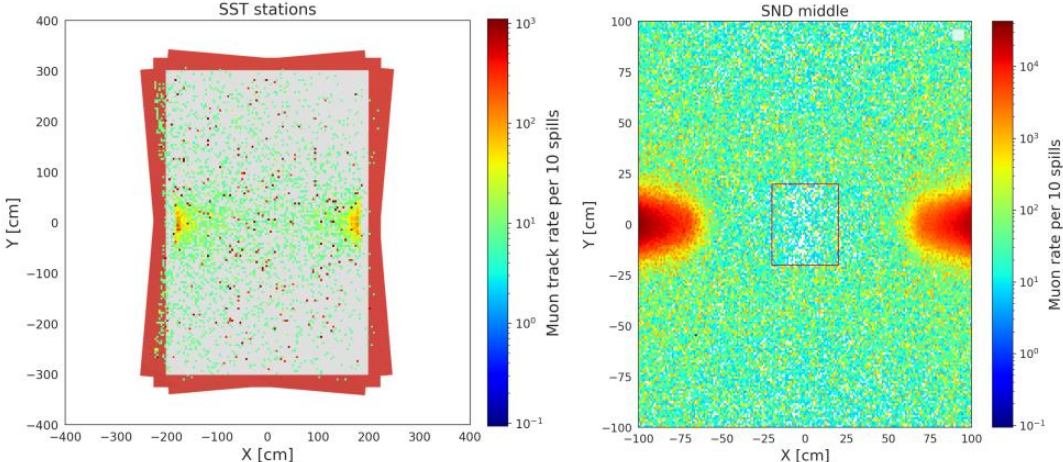 SST stations
400
300
200
100
0
−100
−200
−300
−400
−400 −300 −200 −100 0 100 200 300 400
Y [cm]
X [cm]
10³
10²
10¹
10⁰
10⁻¹
Muon track rate per 10 spills
SND middle
100
75
50
25
0
−25
−50
−75
−100
−100 −75 −50 −25 0 25 50 75 100
Y [cm]
X [cm]
10⁴
10³
10²
10¹
10⁰
10⁻¹
Muon rate per 10 spills